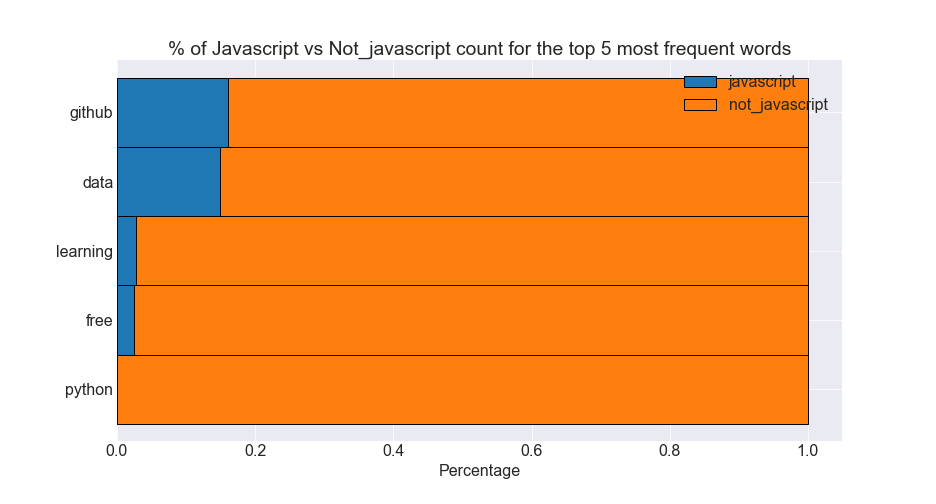 % of Javascript vs Not_javascript count for the top 5 most frequent words
javascript
not_javascript
github
data
learning
free
python
0.0 0.2 0.4 0.6 0.8 1.0
Percentage